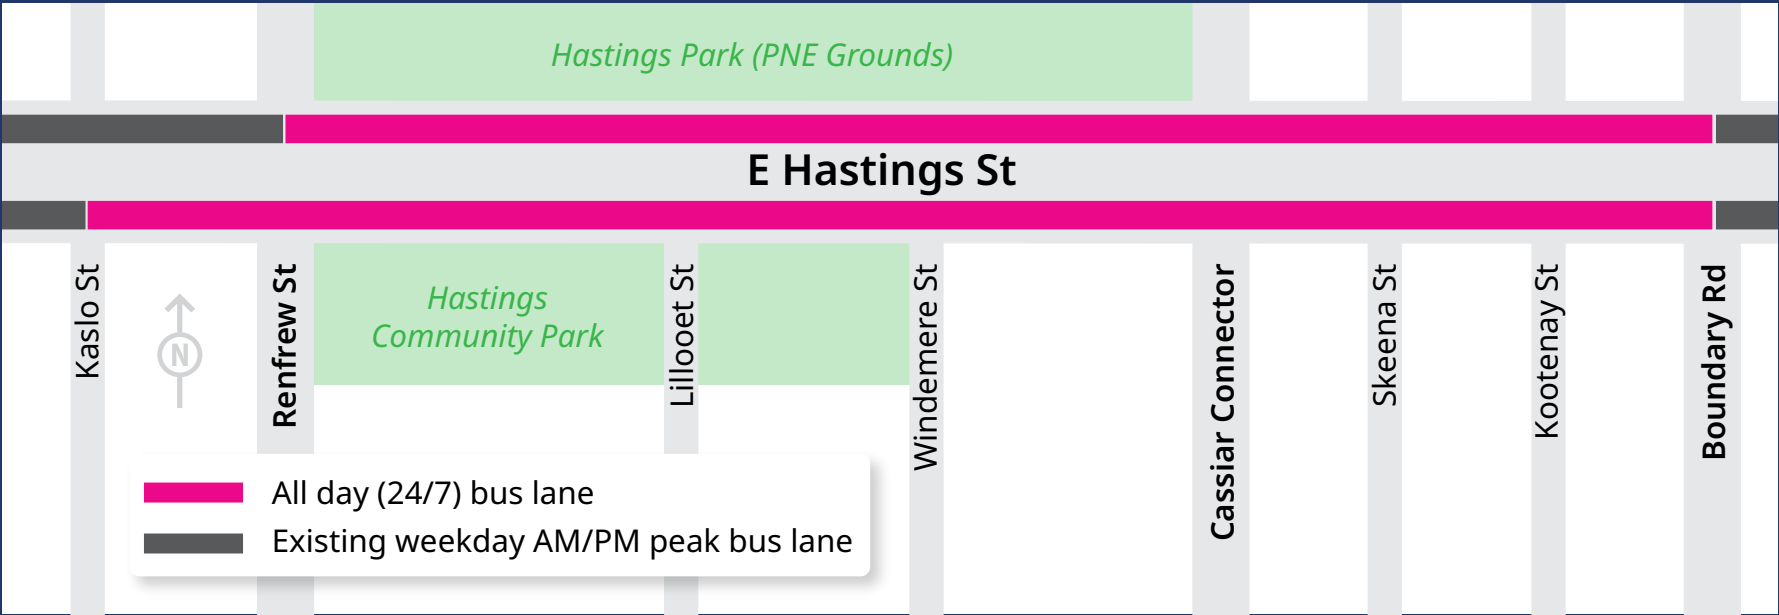 Hastings Park (PNE Grounds)
E Hastings St
Kaslo St
N
Renfrew St
Hastings
Community Park
Lillooet St
Windemere St
Cassiar Connector
Skeena St
Kootenay St
Boundary Rd
All day (24/7) bus lane
Existing weekday AM/PM peak bus lane